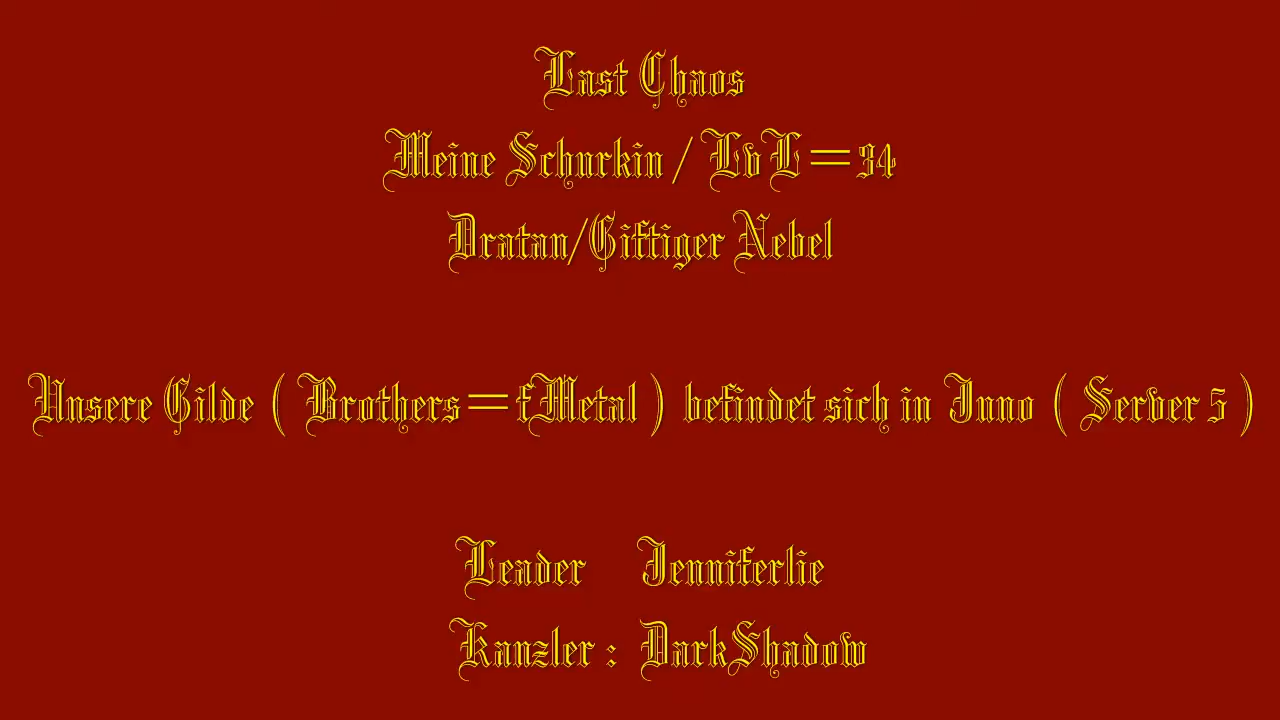 Last Chaos
Meine Schurkin / LvL=34
Dratan/Giftiger Nebel
Unsere Gilde ( Brothers=fMetal ) befindet sich in Juno ( Server 5 )
Leader Jenniferlie
Kanzler : DarkShadow